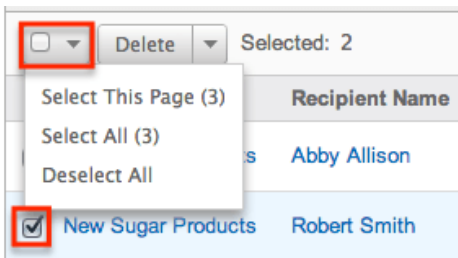 Delete Selected: 2
Select This Page (3)
Select All (3)
Deselect All
Recipient Name
s Abby Allison
New Sugar Products Robert Smith